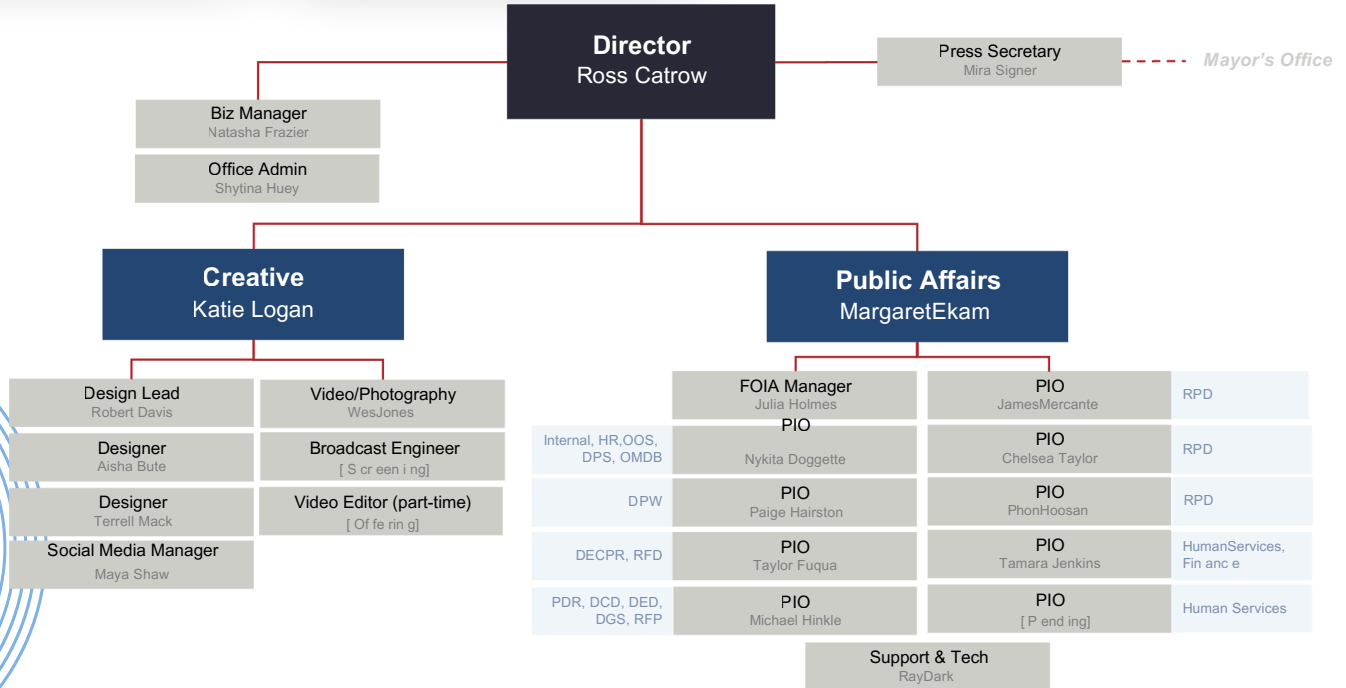 Director
Ross Catrow
Press Secretary
Mira Signer
Mayor's Office
Biz Manager
Natasha Frazier
Office Admin
Shytina Huey
Creative
Katie Logan
Public Affairs
MargaretEkam
Design Lead
Robert Davis
Video/Photography
WesJones
Designer
Aisha Bute
Broadcast Engineer
[ S cr een i ng]
Designer
Terrell Mack
Video Editor (part-time)
[ Of fe rin g]
Social Media Manager
Maya Shaw
FOIA Manager
Julia Holmes
PIO
JamesMercante
RPD
Internal, HR,OOS,
DPS, OMDB
PIO
Nykita Doggette
PIO
Chelsea Taylor
RPD
DPW
PIO
Paige Hairston
PIO
PhonHoosan
RPD
DECPR, RFD
PIO
Taylor Fuqua
PIO
Tamara Jenkins
HumanServices,
Fin anc e
PDR, DCD, DED,
DGS, RFP
PIO
Michael Hinkle
PIO
[ P end ing]
Human Services
Support & Tech
RayDark